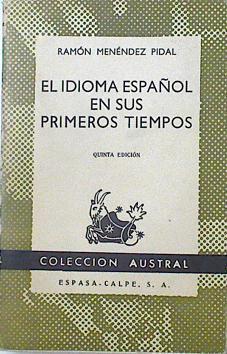 RAMÓN MENÉNDEZ PIDAL
EL IDIOMA ESPAÑOL
EN SUS
PRIMEROS TIEMPOS
QUINTA EDICIÓN
COLECCION AUSTRAL
ESPASA-CALPE, S. A.